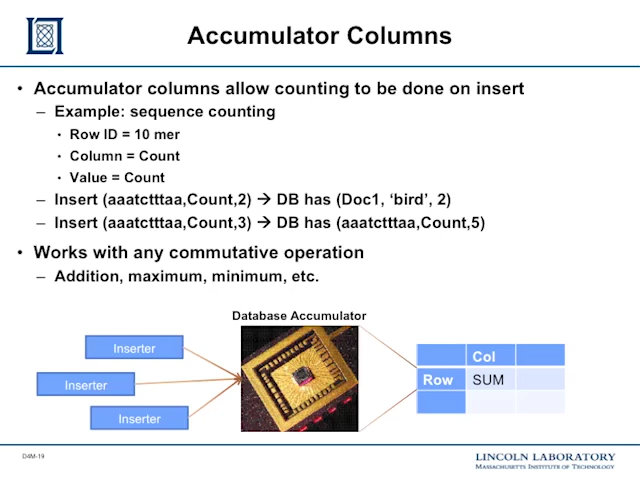 Accumulator Columns
• Accumulator columns allow counting to be done on insert
– Example: sequence counting
• Row ID = 10 mer
• Column = Count
• Value = Count
– Insert (aaatctttaa,Count,2) → DB has (Doc1, ‘bird’, 2)
– Insert (aaatctttaa,Count,3) → DB has (aaatctttaa,Count,5)
• Works with any commutative operation
– Addition, maximum, minimum, etc.
Database Accumulator
Inserter
Inserter
Inserter
Col
Row SUM
D4M-19
LINCOLN LABORATORY
MASSACHUSETTS INSTITUTE OF TECHNOLOGY